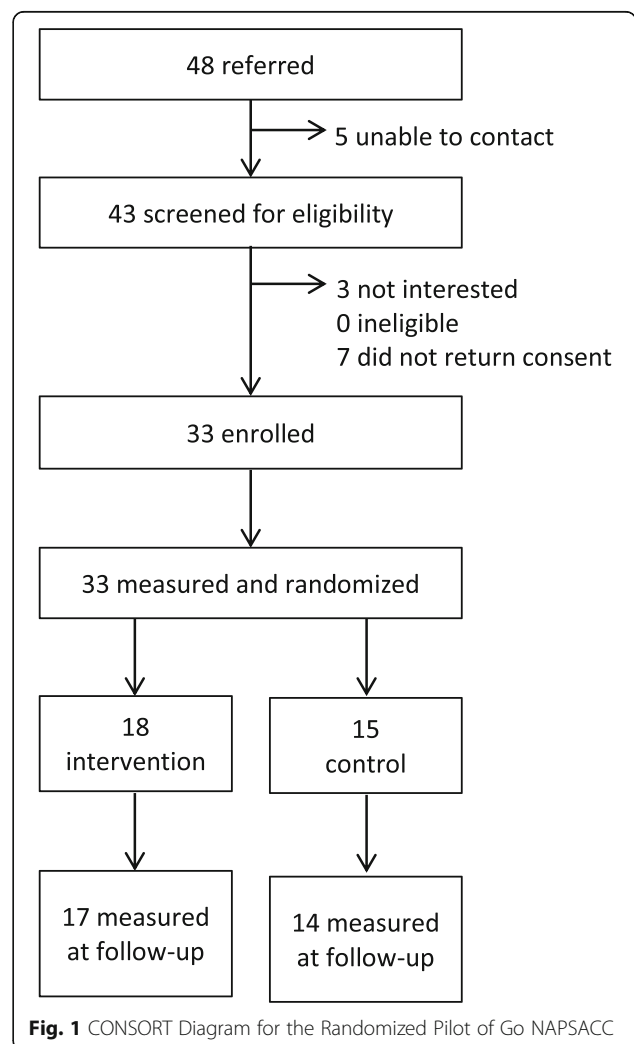 48 referred
5 unable to contact
43 screened for eligibility
3 not interested
0 ineligible
7 did not return consent
33 enrolled
33 measured and randomized
18
intervention
15
control
17 measured
at follow-up
14 measured
at follow-up
Fig. 1 CONSORT Diagram for the Randomized Pilot of Go NAPSACC